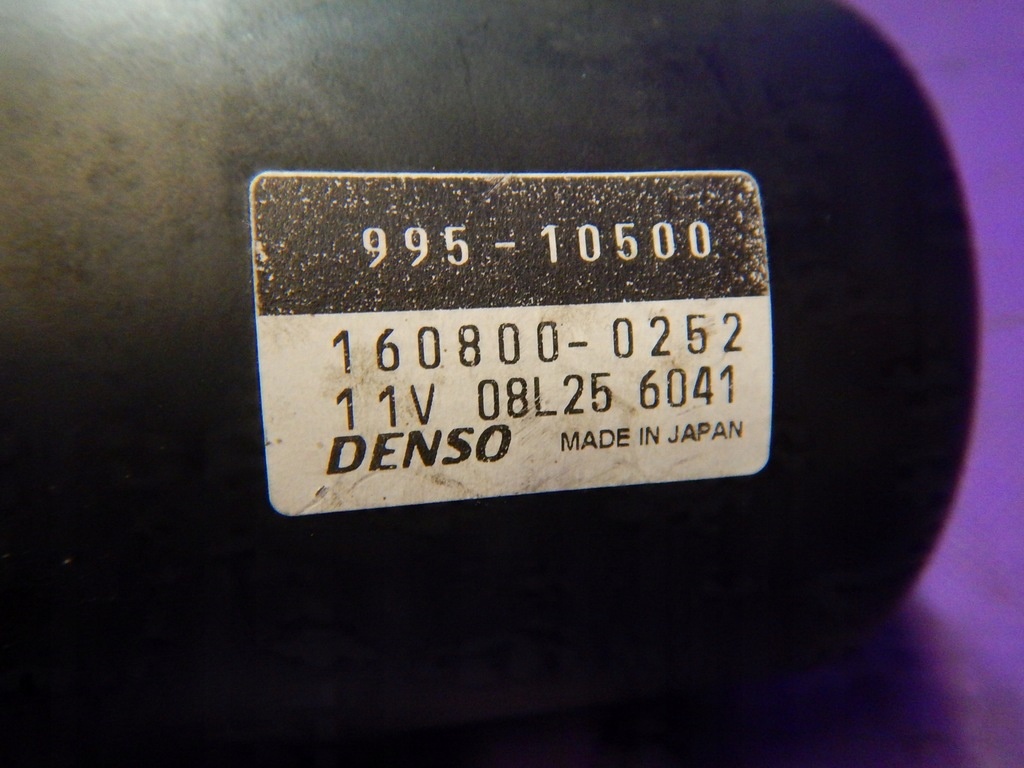 995-10500
160800-0252
11V 08L25 6041
DENSO MADE IN JAPAN